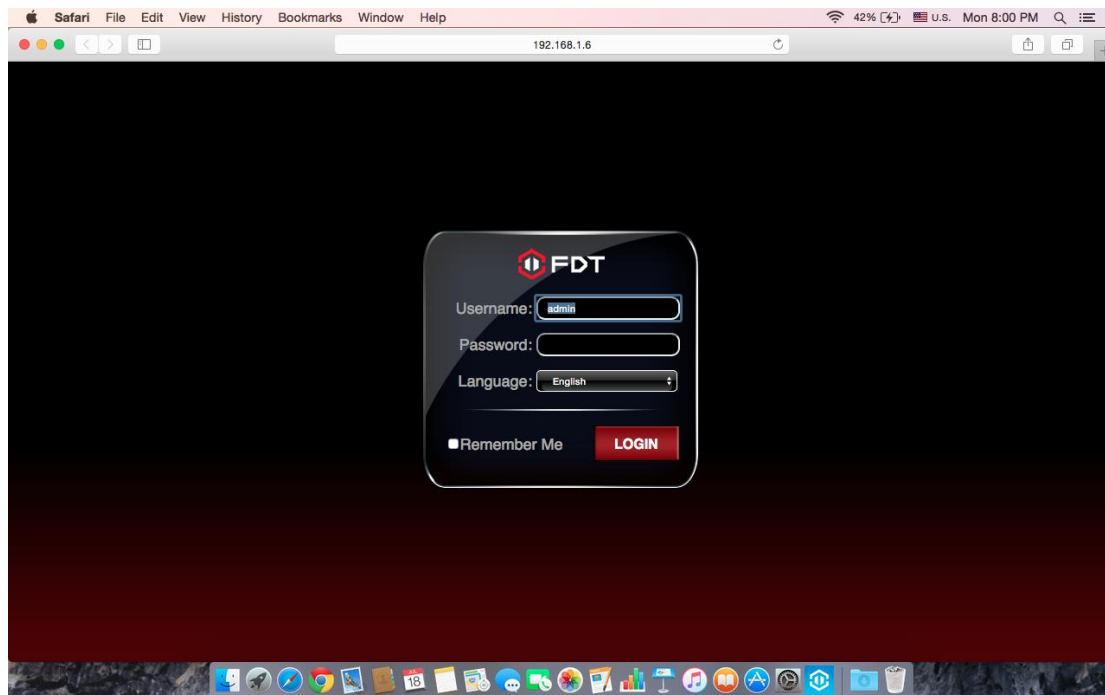 Safari File Edit View History Bookmarks Window Help 42% U.S. Mon 8:00 PM
192.168.1.6
FDT
Username: admin
Password:
Language: English
Remember Me LOGIN
18